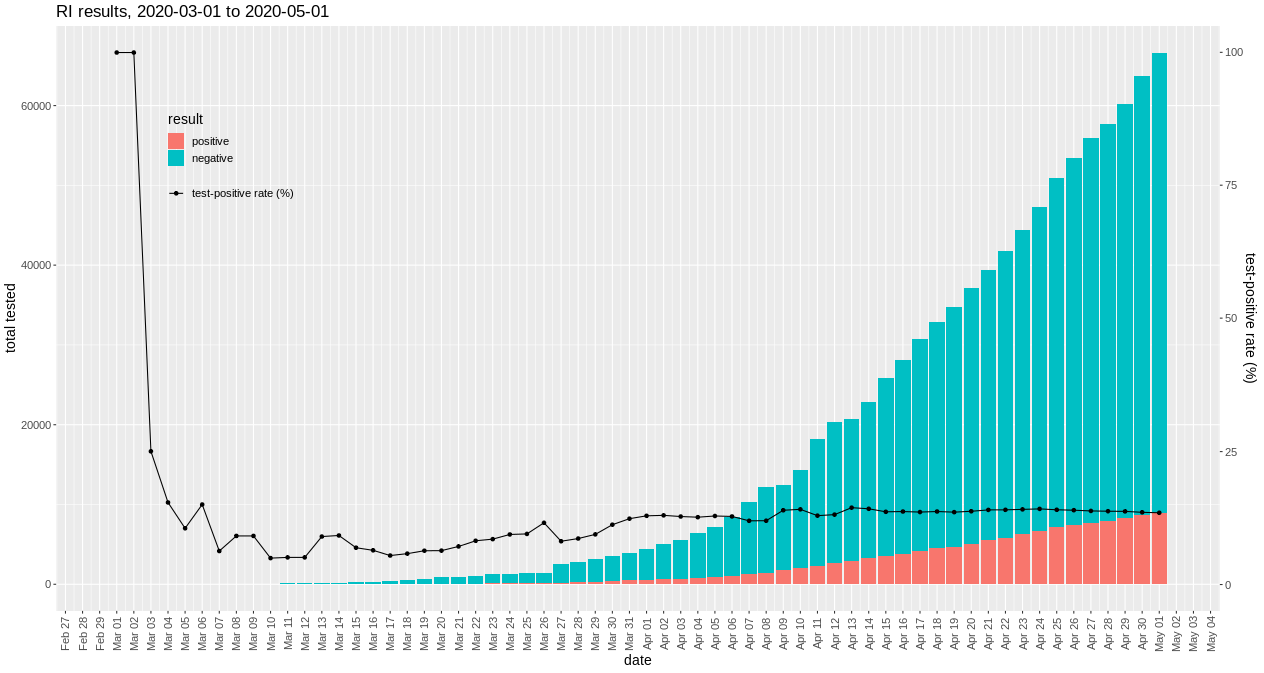 RI results, 2020-03-01 to 2020-05-01
total tested
60000
40000
20000
0
result
positive
negative
test-positive rate (%)
100
75
50
25
0
test-positive rate (%)
Feb 27
Feb 28
Feb 29
Mar 01
Mar 02
Mar 03
Mar 04
Mar 05
Mar 06
Mar 07
Mar 08
Mar 09
Mar 10
Mar 11
Mar 12
Mar 13
Mar 14
Mar 15
Mar 16
Mar 17
Mar 18
Mar 19
Mar 20
Mar 21
Mar 22
Mar 23
Mar 24
Mar 25
Mar 26
Mar 27
Mar 28
Mar 29
Mar 30
Mar 31
Apr 01
Apr 02
Apr 03
Apr 04
Apr 05
Apr 06
Apr 07
Apr 08
Apr 09
Apr 10
Apr 11
Apr 12
Apr 13
Apr 14
Apr 15
Apr 16
Apr 17
Apr 18
Apr 19
Apr 20
Apr 21
Apr 22
Apr 23
Apr 24
Apr 25
Apr 26
Apr 27
Apr 28
Apr 29
Apr 30
May 01
May 02
May 03
May 04
date